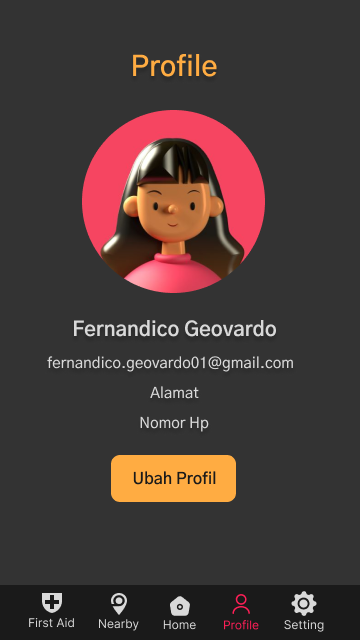 Profile
Fernandico Geovardo
fernandico.geovardo01@gmail.com
Alamat
Nomor Hp
Ubah Profil
First Aid
Nearby
Home
Profile
Setting